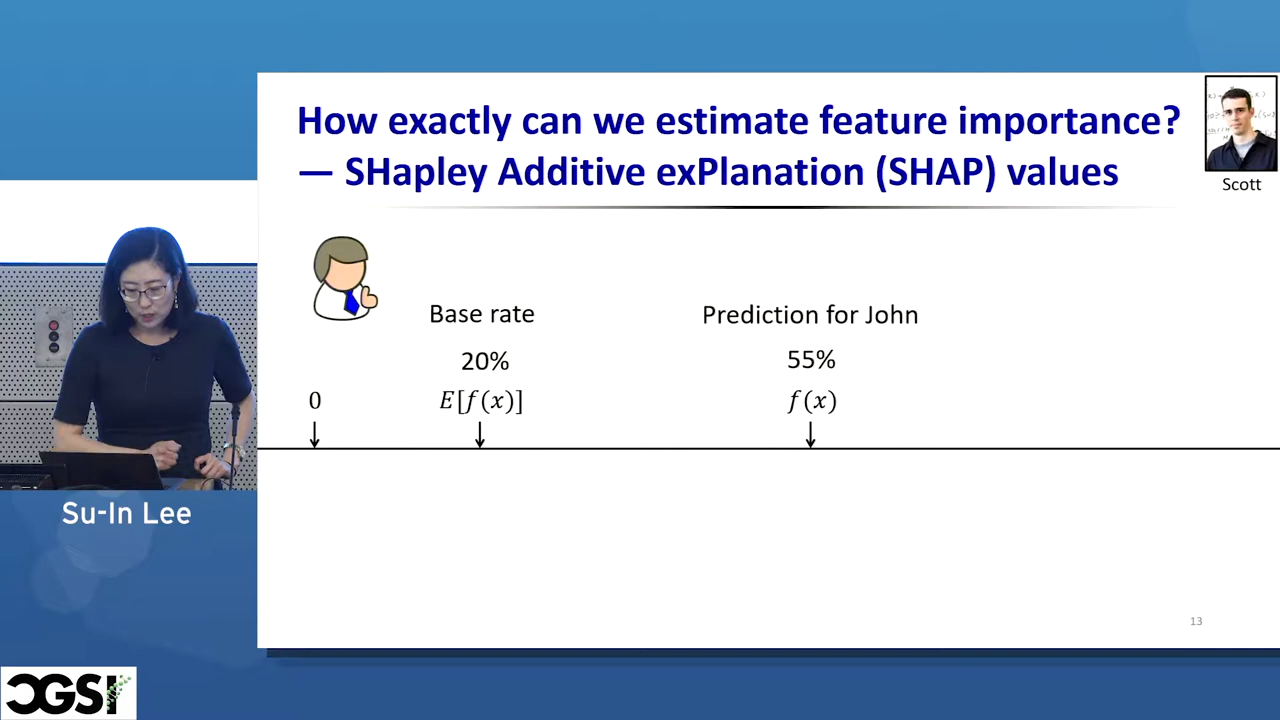 How exactly can we estimate feature importance?
— SHapley Additive exPlanation (SHAP) values
Scott
Base rate
Prediction for John
20%
55%
0
E[f(x)]
f(x)
Su-In Lee
13
CGSI